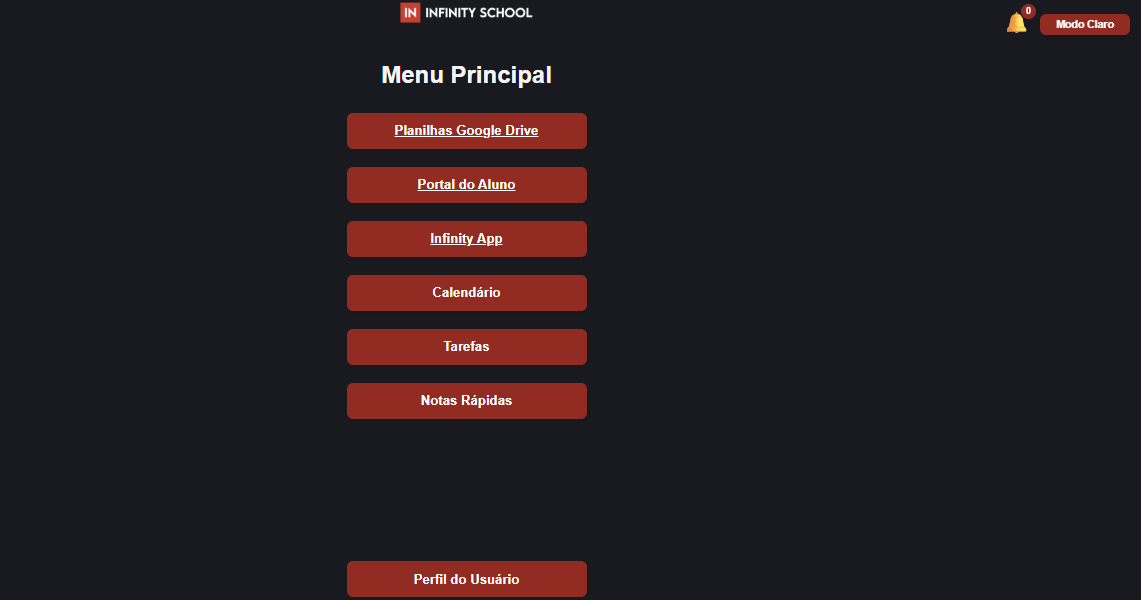 IN INFINITY SCHOOL
0
Modo Claro
Menu Principal
Planilhas Google Drive
Portal do Aluno
Infinity App
Calendário
Tarefas
Notas Rápidas
Perfil do Usuário